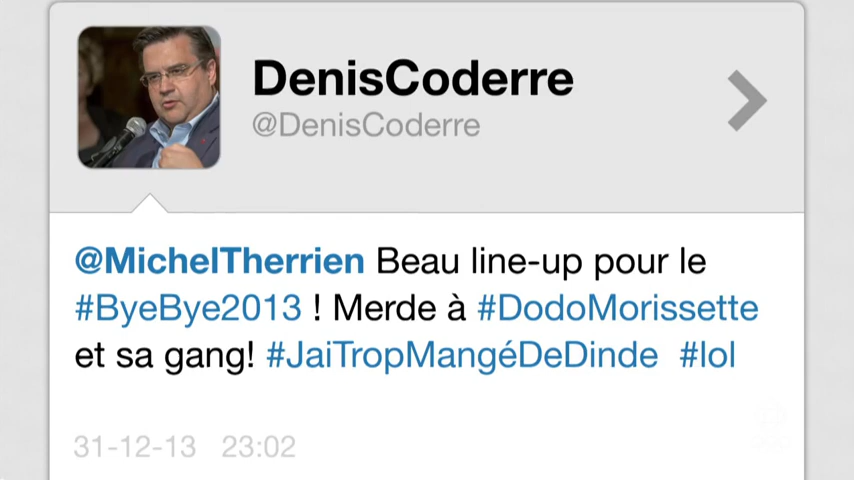 DenisCoderre
@DenisCoderre
@MichelTherrien Beau line-up pour le
#ByeBye2013 ! Merde à #DodoMorissette
et sa gang! #JaiTropMangéDeDinde #lol
31-12-13 23:02